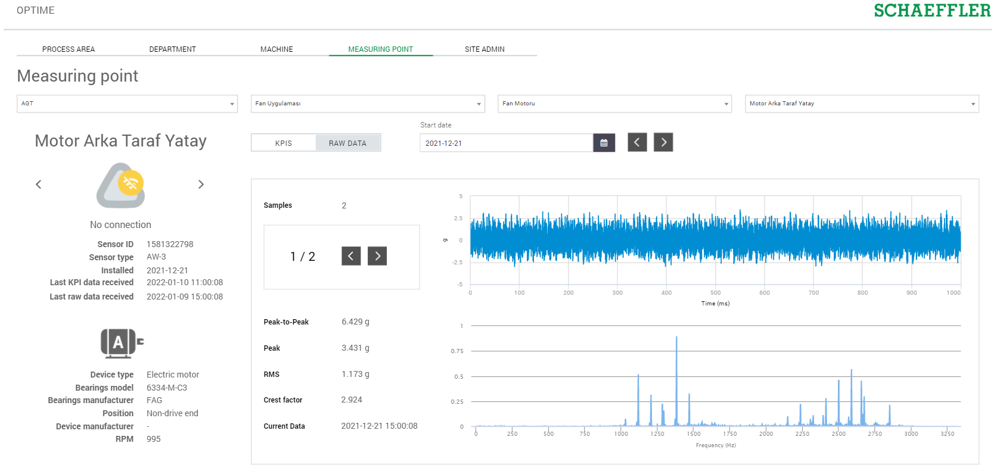 OPTIME
SCHAEFFLER
PROCESS AREA DEPARTMENT MACHINE MEASURING POINT SITE ADMIN
Measuring point
AGT Fan Uygulaması Fan Motoru Motor Arka Taraf Yatay
Motor Arka Taraf Yatay
No connection
Sensor ID 1581322798
Sensor type AW-3
Installed 2021-12-21
Last KPI data received 2022-01-10 11:00:08
Last raw data received 2022-01-09 15:00:08
A
Device type Electric motor
Bearings model 6334-M-C3
Bearings manufacturer FAG
Position Non-drive end
Device manufacturer -
RPM 995
KPIS RAW DATA
Start date
2021-12-21
Samples 2
1 / 2
Peak-to-Peak 6.429 g
Peak 3.431 g
RMS 1.173 g
Crest factor 2.924
Current Data 2021-12-21 15:00:08
5
2.5
0
-2.5
-5
g
0 100 200 300 400 500 600 700 800 900 1000
Time (ms)
1
0.75
0.5
0.25
0
0 250 500 750 1000 1250 1500 1750 2000 2250 2500 2750 3000 3250
Frequency (Hz)